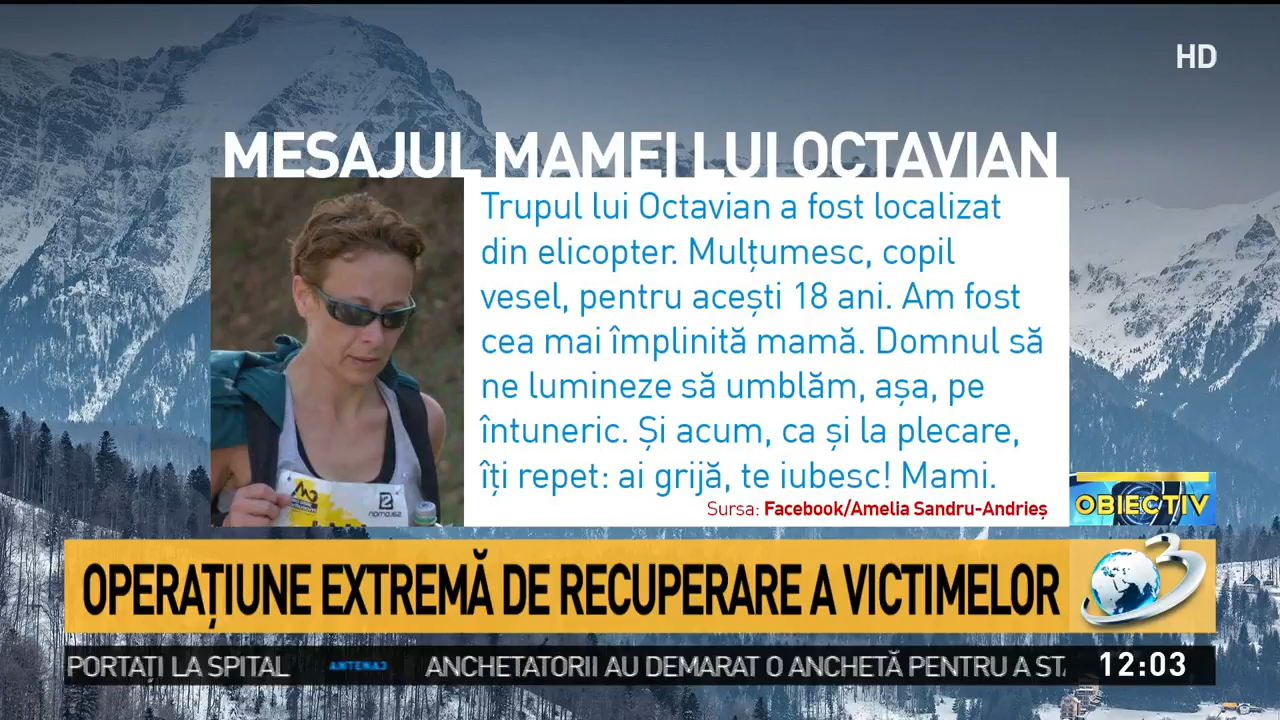 HD
MESAJUL MAMEI LUI OCTAVIAN
Trupul lui Octavian a fost localizat
din elicopter. Mulțumesc, copil
vesel, pentru acești 18 ani. Am fost
cea mai împlinită mamă. Domnul să
ne lumineze să umblăm, așa, pe
întuneric. Și acum, ca și la plecare,
îți repet: ai grijă, te iubesc! Mami.
Sursa: Facebook/Amelia Sandru-Andrieș
OBIECTIV
OPERAȚIUNE EXTREMĂ DE RECUPERARE A VICTIMELOR
3
PORTAȚI LA SPITAL ANTENA3 ANCHETATORII AU DEMARAT O ANCHETĂ PENTRU A 12:03